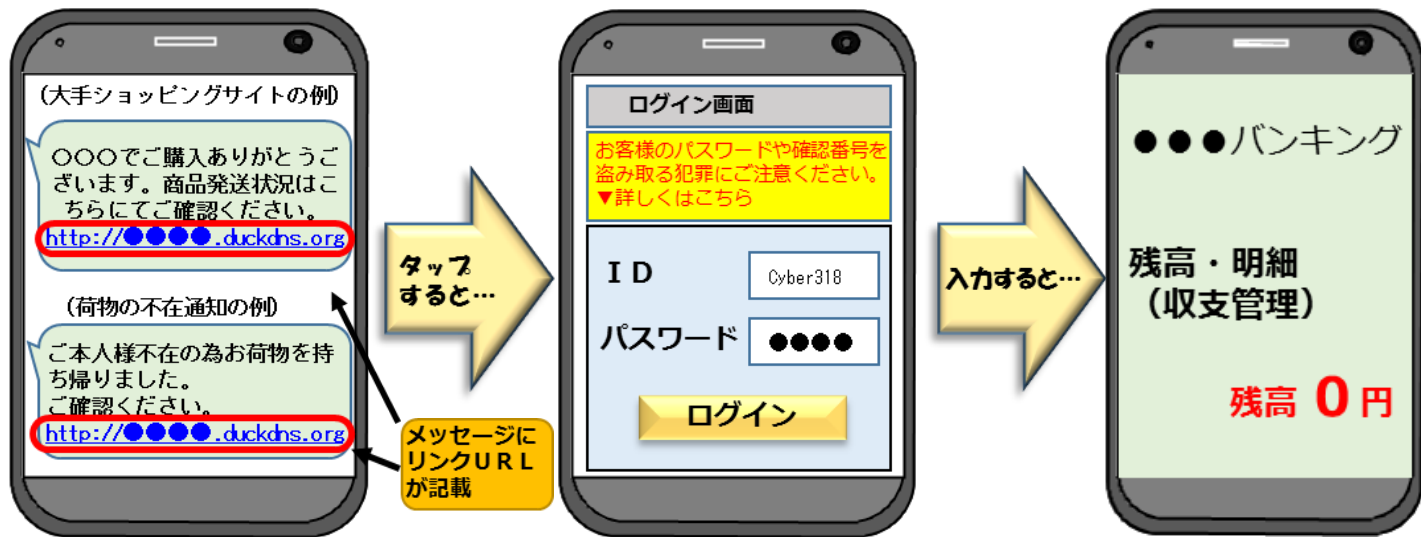 (大手ショッピングサイトの例)
○○○でご購入ありがとうご
ざいます。商品発送状況はこ
ちらにてご確認ください。
http://●●●●.duckdns.org
(荷物の不在通知の例)
ご本人様不在の為お荷物を持
ち帰りました。
ご確認ください。
http://●●●●.duckdns.org
メッセージに
リンクURL
が記載
タップ
すると…
ログイン画面
お客様のパスワードや確認番号を
盗み取る犯罪にご注意ください。
▼詳しくはこちら
ID
Cyber318
パスワード
●●●●
ログイン
入力すると…
●●●バンキング
残高・明細
(収支管理)
残高 0 円